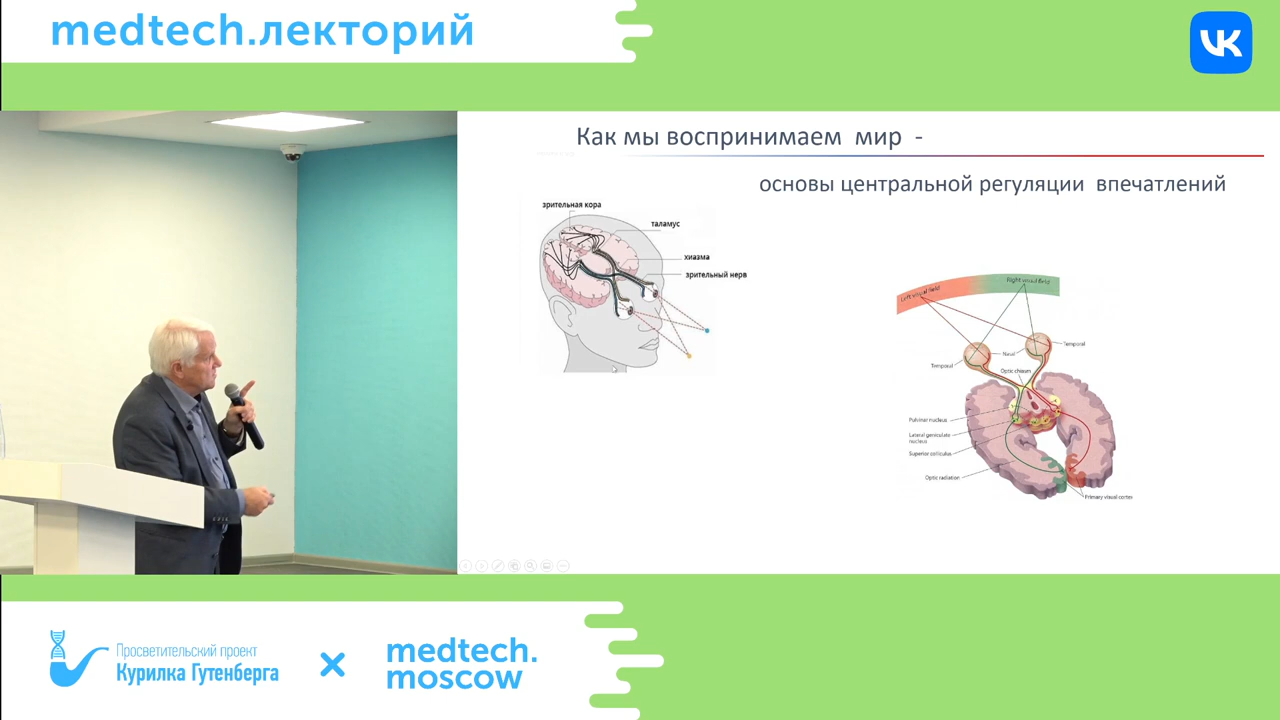 medtech.лекторий
VK
Как мы воспринимаем мир -
основы центральной регуляции впечатлений
зрительная кора
таламус
хиазма
зрительный нерв
Left visual field
Right visual field
Temporal
Nasal
Temporal
Optic chiasm
Pulvinar nucleus
Lateral geniculate
nucleus
Superior colliculus
Optic radiation
Primary visual cortex
Просветительский проект
Курилка Гутенберга
medtech.
moscow